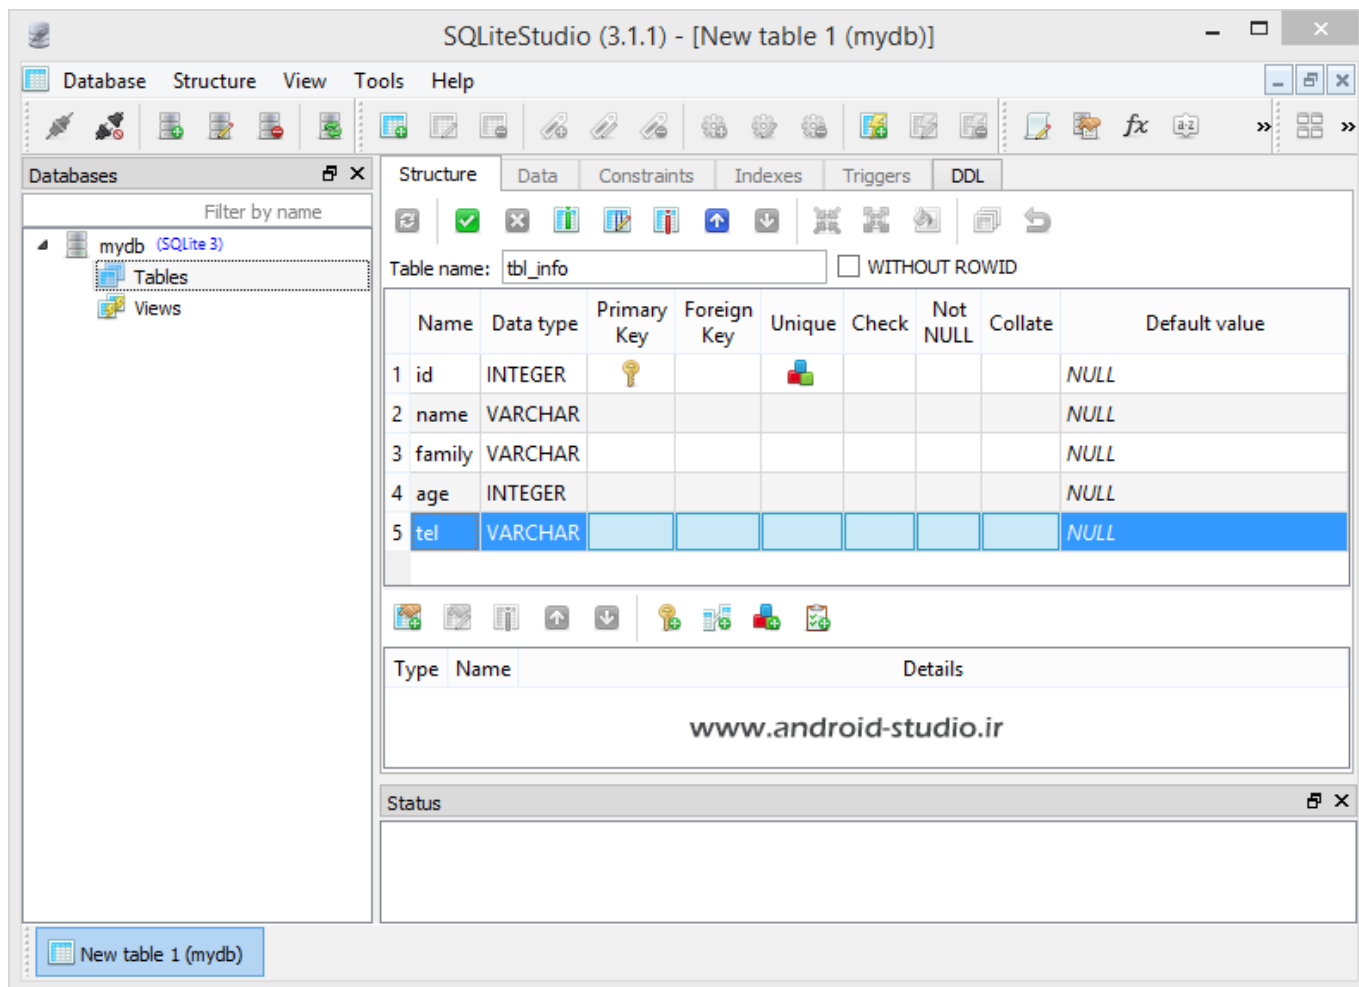 SQLiteStudio (3.1.1) - [New table 1 (mydb)]
Database Structure View Tools Help
fx a·z » »
Databases
Structure Data Constraints Indexes Triggers DDL
Filter by name
mydb (SQLite 3)
Tables
Views
Table name: tbl_info WITHOUT ROWID
Name Data type Primary Key Foreign Key Unique Check Not NULL Collate Default value
1 id INTEGER NULL
2 name VARCHAR NULL
3 family VARCHAR NULL
4 age INTEGER NULL
5 tel VARCHAR NULL
Type Name Details
www.android-studio.ir
Status
New table 1 (mydb)